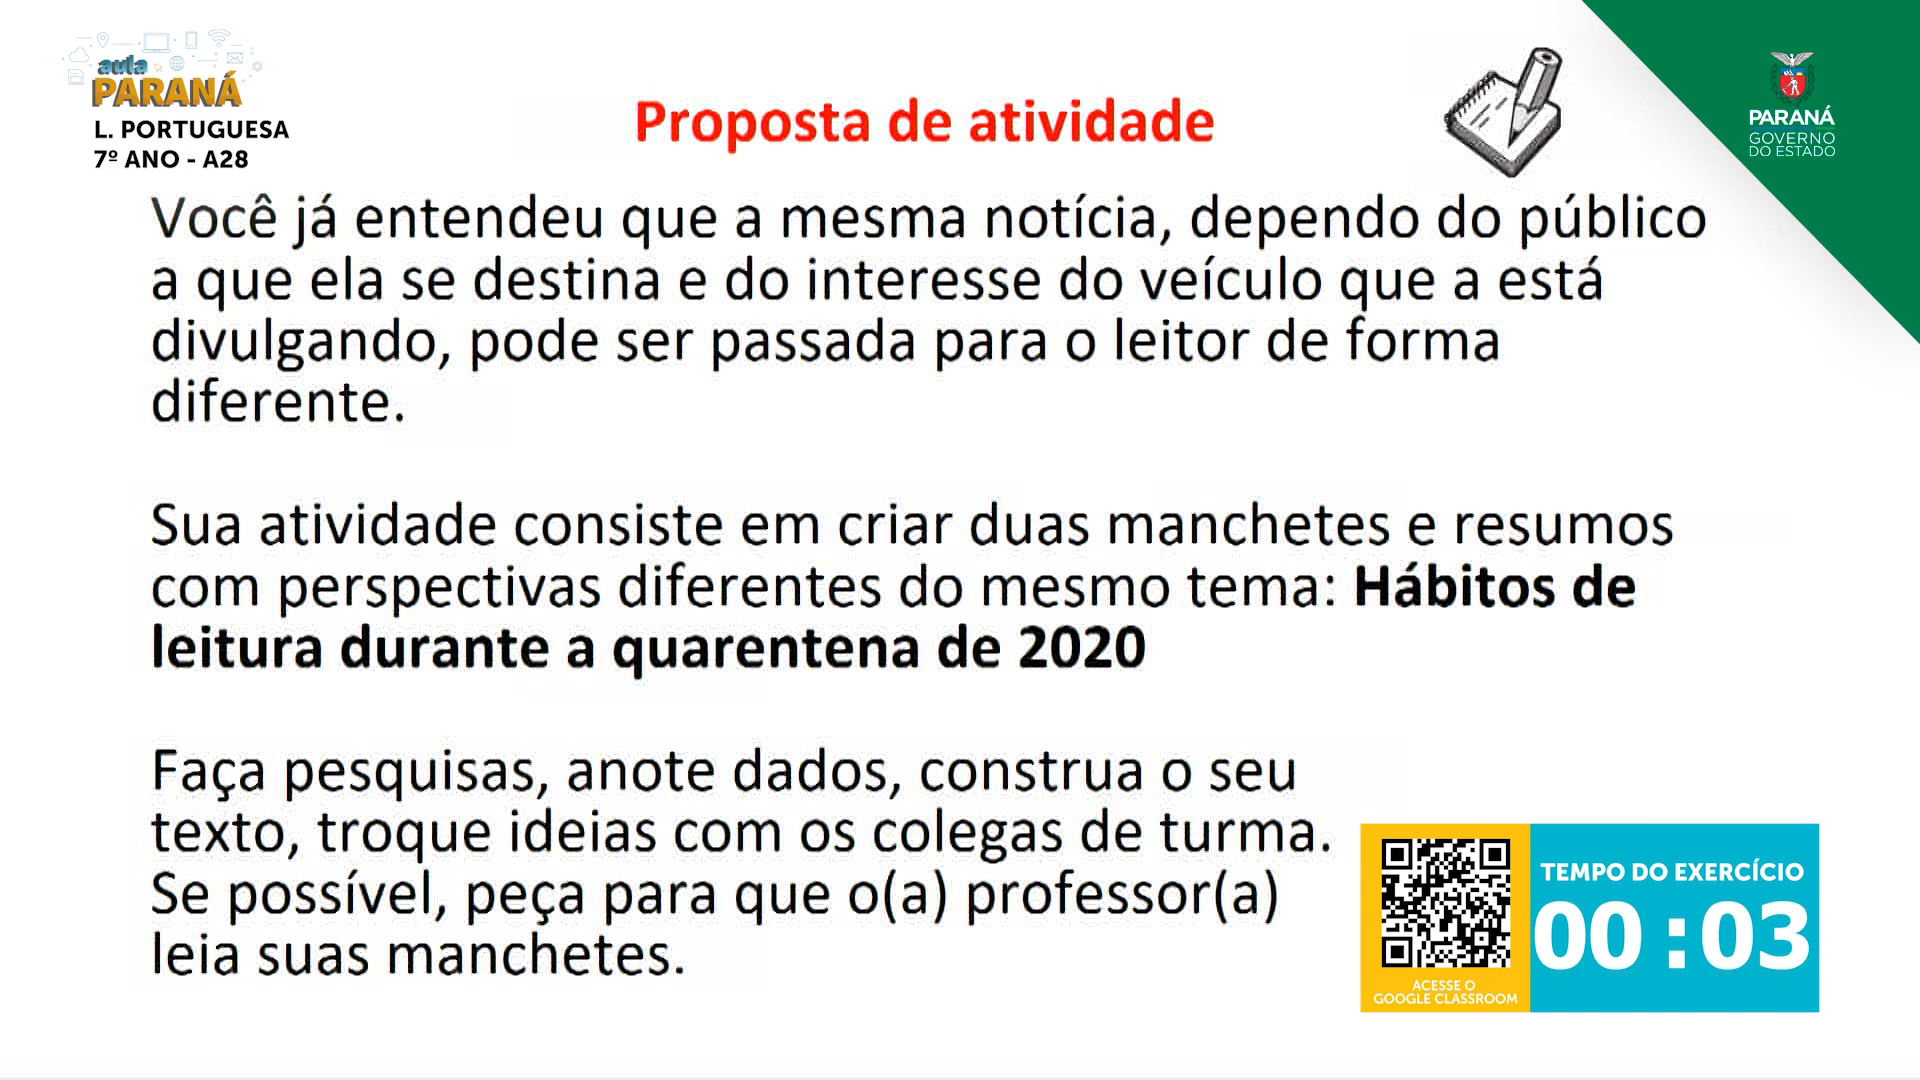 aula
PARANÁ
L. PORTUGUESA
7º ANO - A28
Proposta de atividade
PARANÁ
GOVERNO
DO ESTADO
Você já entendeu que a mesma notícia, dependo do público
a que ela se destina e do interesse do veículo que a está
divulgando, pode ser passada para o leitor de forma
diferente.
Sua atividade consiste em criar duas manchetes e resumos
com perspectivas diferentes do mesmo tema: Hábitos de
leitura durante a quarentena de 2020
Faça pesquisas, anote dados, construa o seu
texto, troque ideias com os colegas de turma.
Se possível, peça para que o(a) professor(a)
leia suas manchetes.
ACESSE O
GOOGLE CLASSROOM
TEMPO DO EXERCÍCIO
00:03